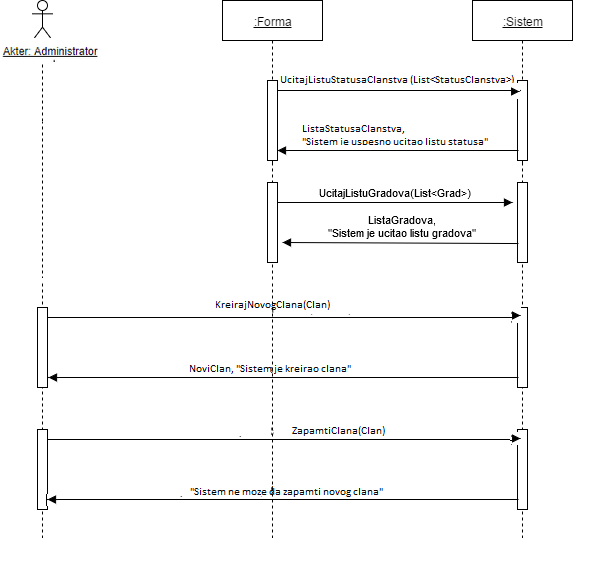 :Forma
:Sistem
Akter: Administrator
UcitajListuStatusaClanstva (List<StatusClanstva>)
ListaStatusaClanstva,
"Sistem je uspesno ucitao listu statusa"
UcitajListuGradova(List<Grad>)
ListaGradova,
"Sistem je ucitao listu gradova"
KreirajNovogClana(Clan)
NoviClan, "Sistem je kreirao clana"
ZapamtiClana(Clan)
"Sistem ne moze da zapamti novog clana"